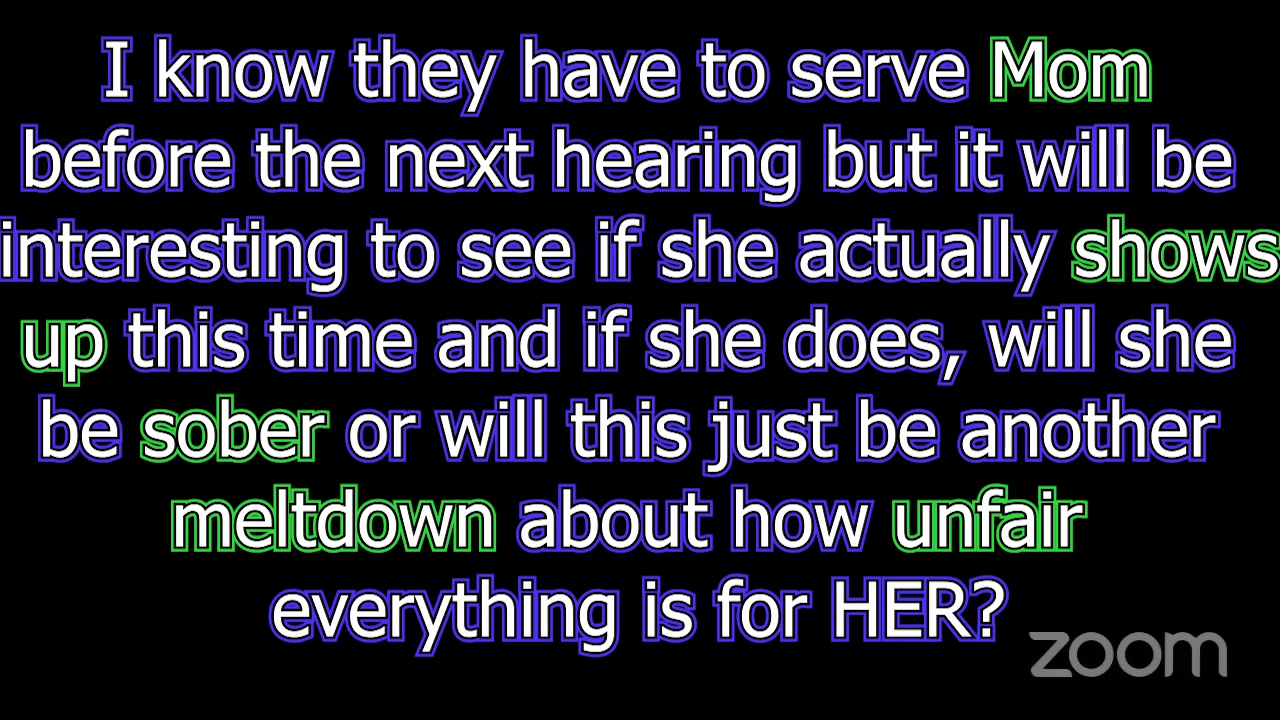 I know they have to serve Mom
before the next hearing but it will be
interesting to see if she actually shows
up this time and if she does, will she
be sober or will this just be another
meltdown about how unfair
everything is for HER?
zoom